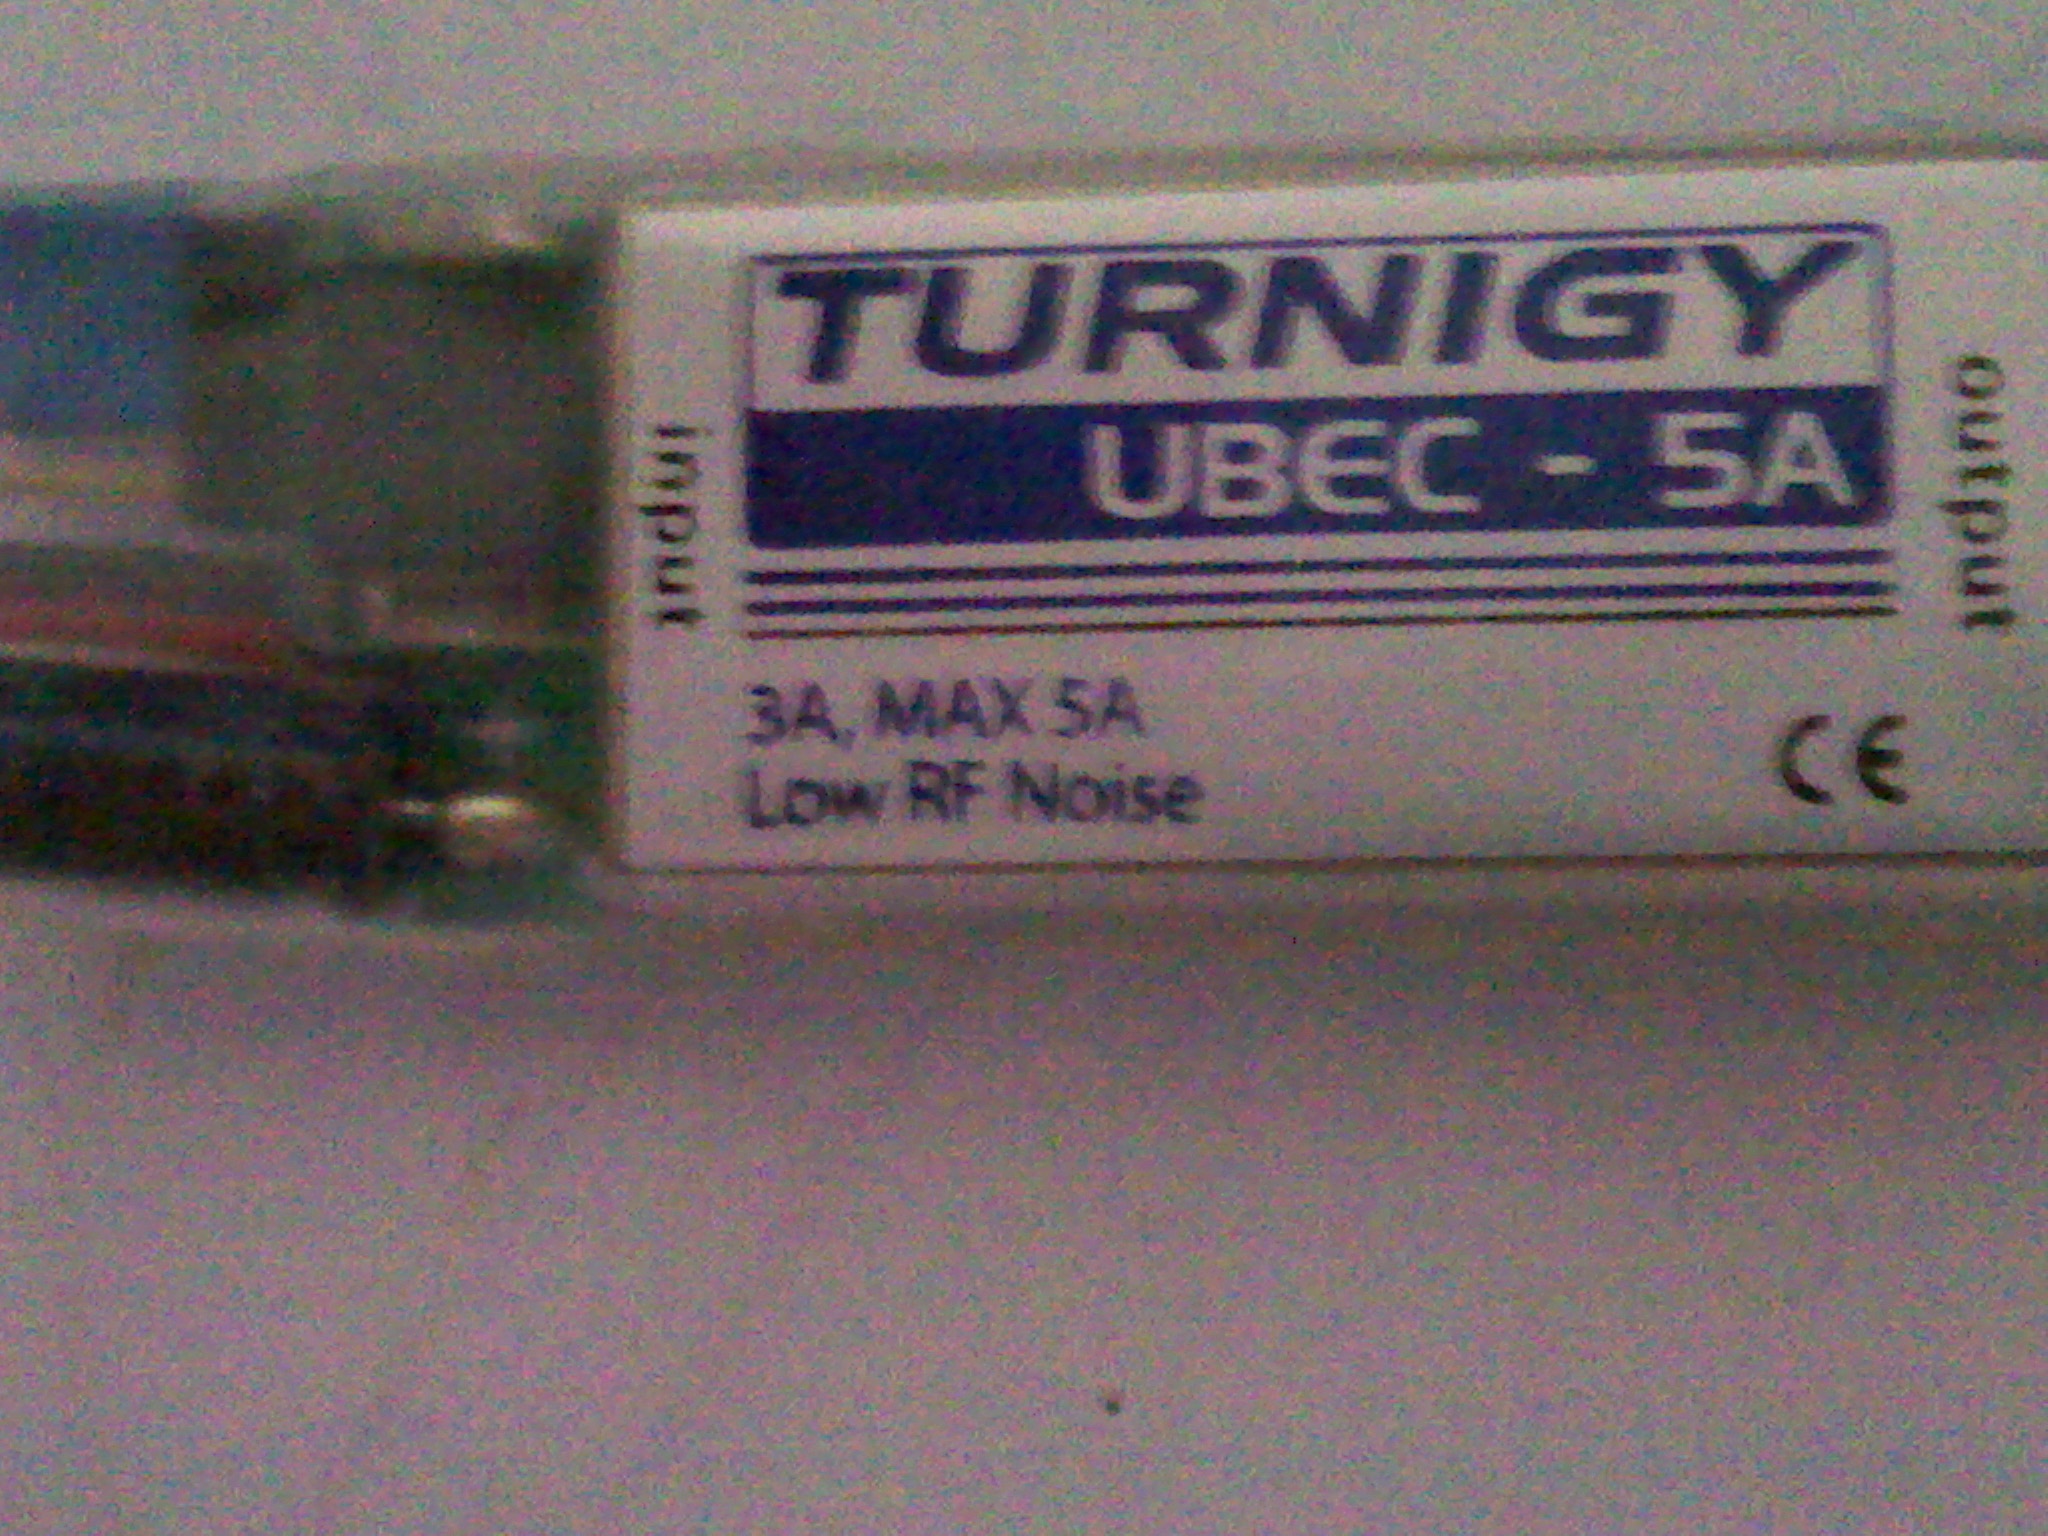 TURNIGY
UBEC - 5A
input
output
3A, MAX 5A
Low RF Noise
CE